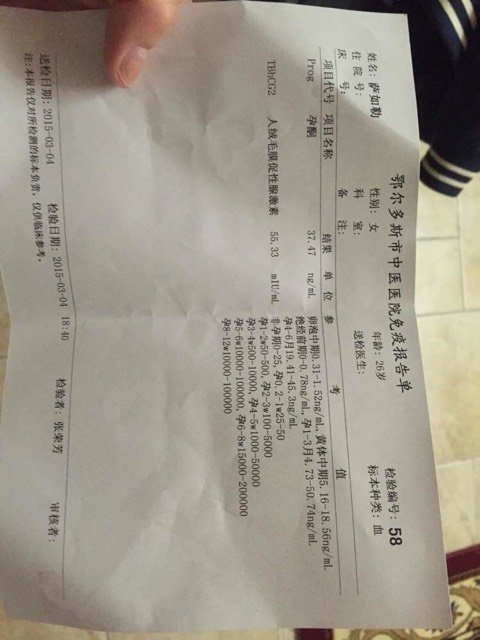 鄂尔多斯市中医医院免疫报告单
检验编号: 58
姓名: 萨如勒 性别: 女 年龄: 26岁 标本种类: 血
住院号: 科 室: 送检医生:
床 号: 备 注:
项目代号 项目名称 结果 单位 参 考 值
Prog 孕酮 37.47 ng/mL 卵泡中期0.31-1.52ng/mL, 黄体中期5.16-18.56ng/mL
绝经前期0-0.78ng/mL, 孕1-3月4.73-50.74ng/mL
孕4-6月19.41-45.3ng/mL
TBhCG2 人绒毛膜促性腺激素 55.33 mIU/mL 非孕期0-25, 孕0.2-1w25-50
孕1-2w50-500, 孕2-3w100-5000
孕3-4w500-10000, 孕4-5w1000-50000
孕5-6w10000-100000, 孕6-8w15000-200000
孕8-12w10000-100000
送检日期: 2015-03-04 检验日期: 2015-03-04 18:40 检验者: 张荣芳 审核者:
注:本报告仅对所检测的标本负责, 仅供临床参考。